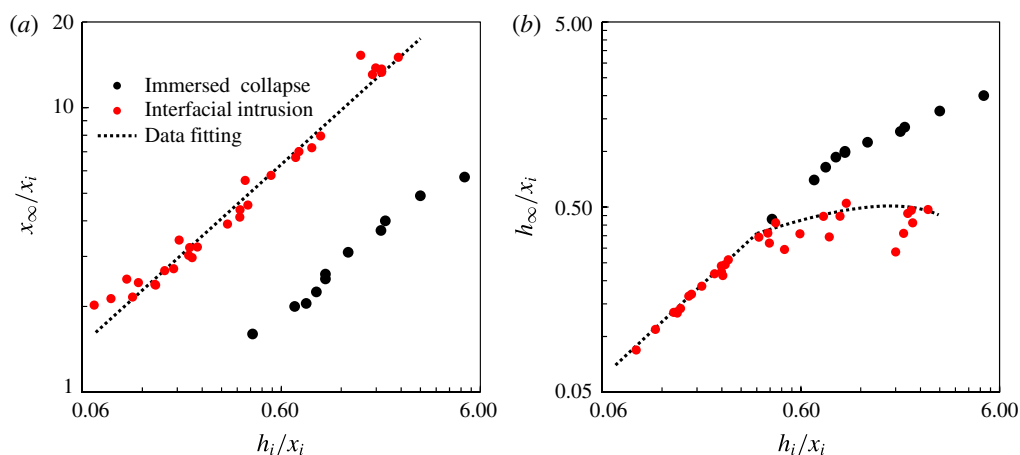 (a)
20
10
1
x∞/xi
0.06
0.60
6.00
hi/xi
Immersed collapse
Interfacial intrusion
Data fitting
(b)
5.00
0.50
0.05
h∞/xi
0.06
0.60
6.00
hi/xi